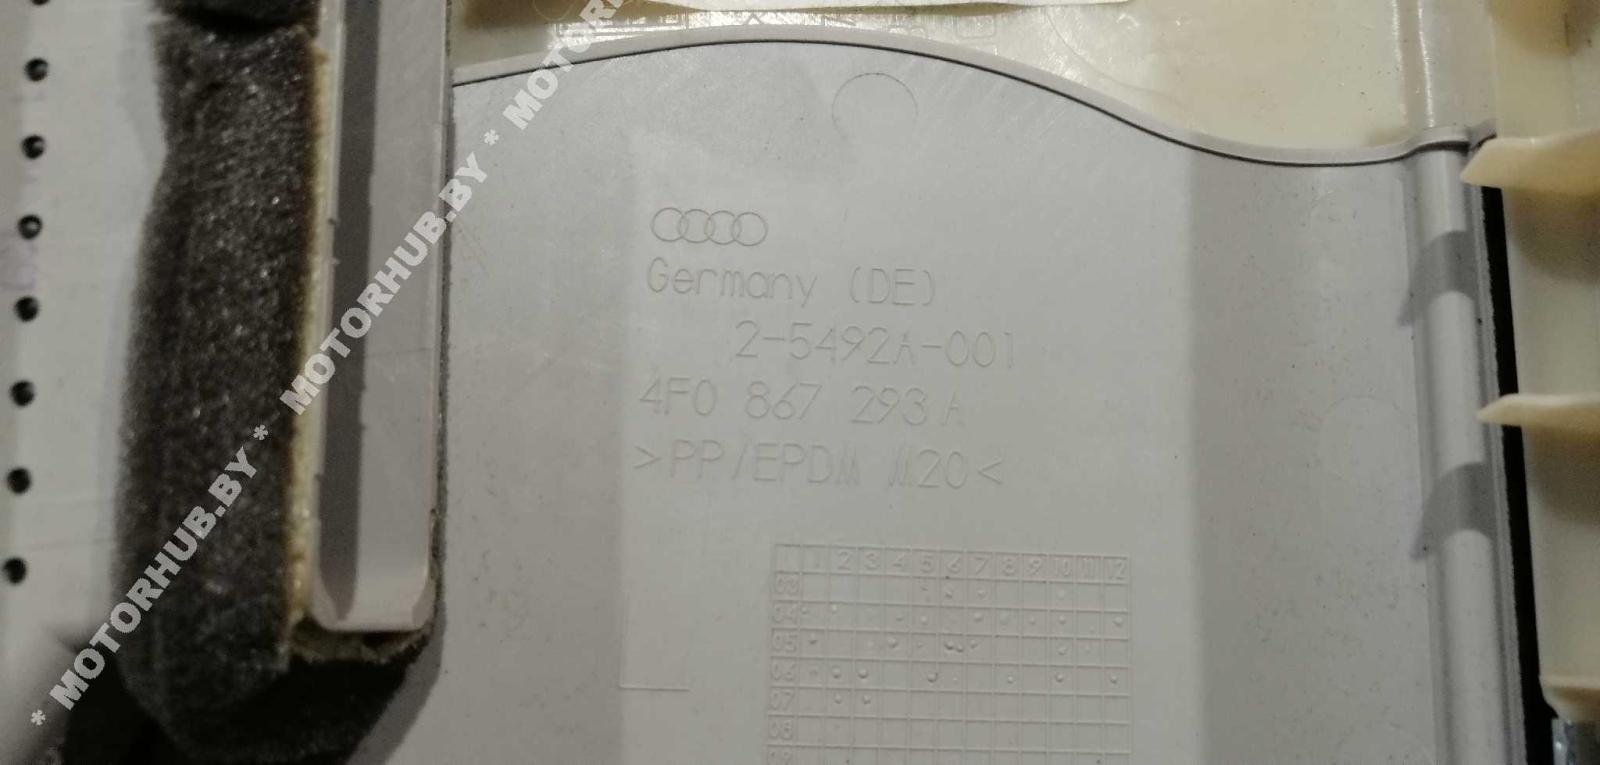 Germany (DE)
2-5492A-001
4F0 867 293 A
>PP/EPDM M20<
1 2 3 4 5 6 7 8 9 10 11 12
03
04
05
06
07
08
* MOTORHUB.BY * MOTORHUB.BY * MOTORHUB.BY * MOTORHUB